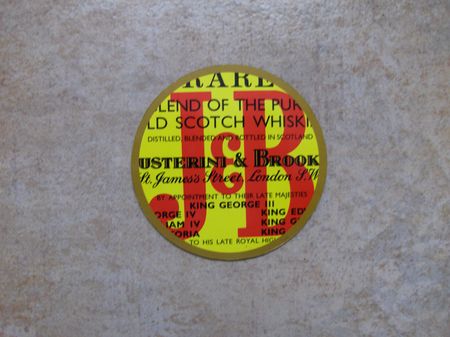 RARE
LEND OF THE PUR
LD SCOTCH WHISK
DISTILLED, BLENDED AND BOTTLED IN SCOTLAND
J&B
USTERINI & BROOK
St. James's Street, London S.W
BY APPOINTMENT TO THEIR LATE MAJESTIES
KING GEORGE III
ORGE IV KING ED
IAM IV KING G
TORIA KING
TO HIS LATE ROYAL HIG